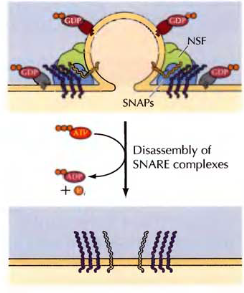 GDP
GDP
NSF
GDP
GDP
SNAPs
ATP
Disassembly of
SNARE complexes
ADP
+ Pi